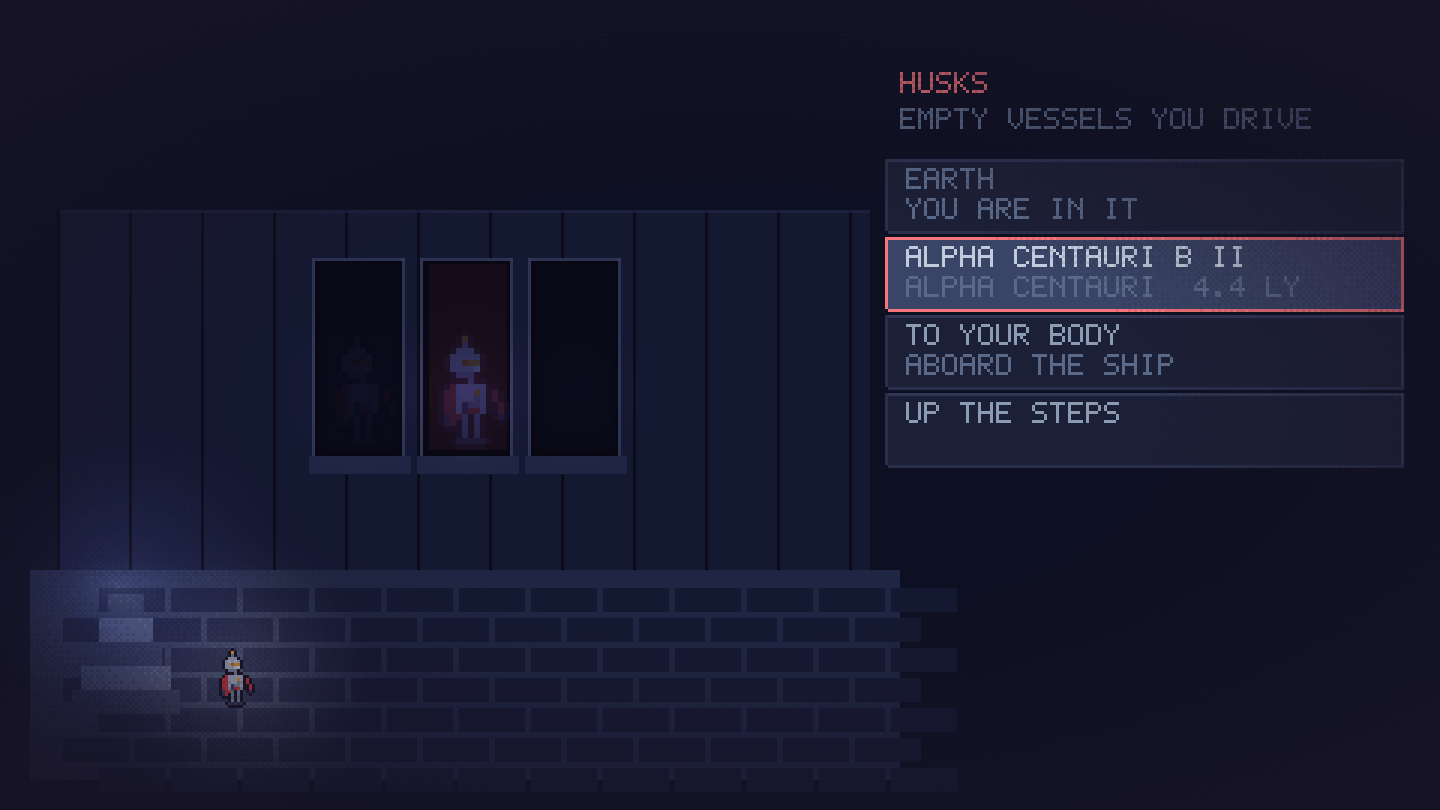 HUSKS
EMPTY VESSELS YOU DRIVE
EARTH
YOU ARE IN IT
ALPHA CENTAURI B II
ALPHA CENTAURI 4.4 LY
TO YOUR BODY
ABOARD THE SHIP
UP THE STEPS